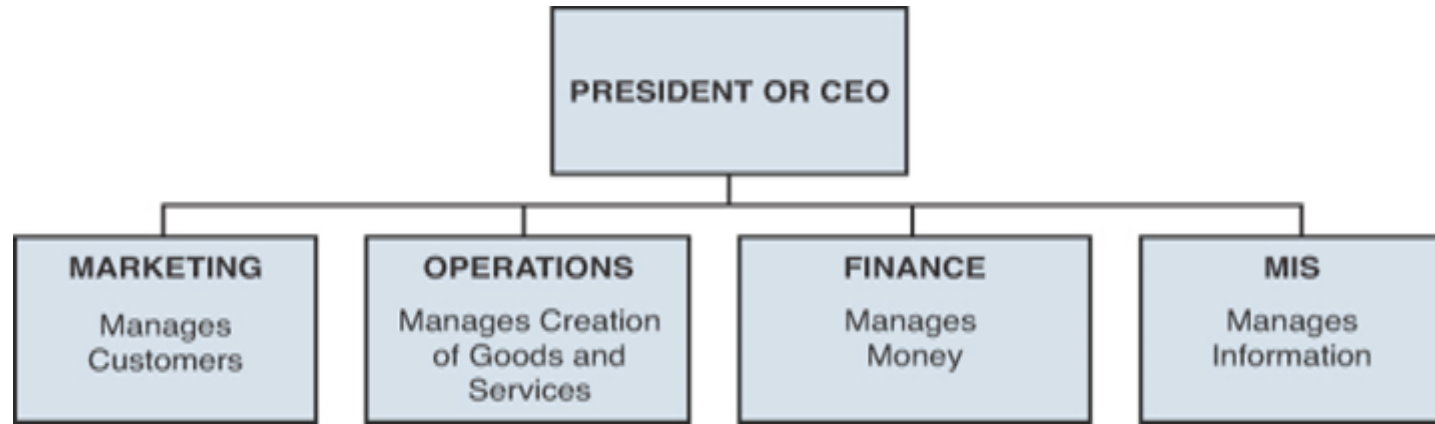 PRESIDENT OR CEO
MARKETING
Manages
Customers
OPERATIONS
Manages Creation
of Goods and
Services
FINANCE
Manages
Money
MIS
Manages
Information